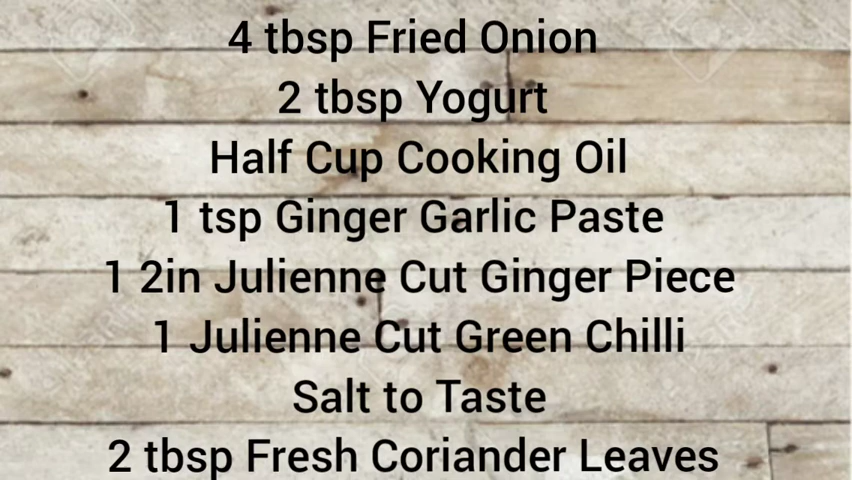 4 tbsp Fried Onion
2 tbsp Yogurt
Half Cup Cooking Oil
1 tsp Ginger Garlic Paste
1 2in Julienne Cut Ginger Piece
1 Julienne Cut Green Chilli
Salt to Taste
2 tbsp Fresh Coriander Leaves